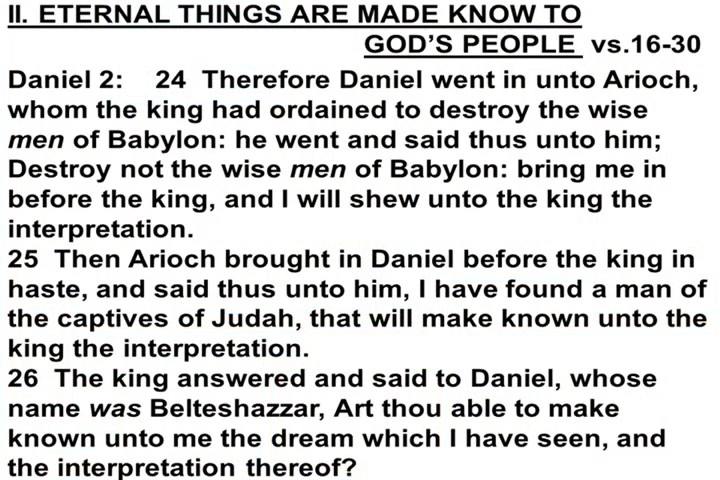 II. ETERNAL THINGS ARE MADE KNOW TO
GOD'S PEOPLE vs.16-30
Daniel 2: 24 Therefore Daniel went in unto Arioch,
whom the king had ordained to destroy the wise
men of Babylon: he went and said thus unto him;
Destroy not the wise men of Babylon: bring me in
before the king, and I will shew unto the king the
interpretation.
25 Then Arioch brought in Daniel before the king in
haste, and said thus unto him, I have found a man of
the captives of Judah, that will make known unto the
king the interpretation.
26 The king answered and said to Daniel, whose
name was Belteshazzar, Art thou able to make
known unto me the dream which I have seen, and
the interpretation thereof?